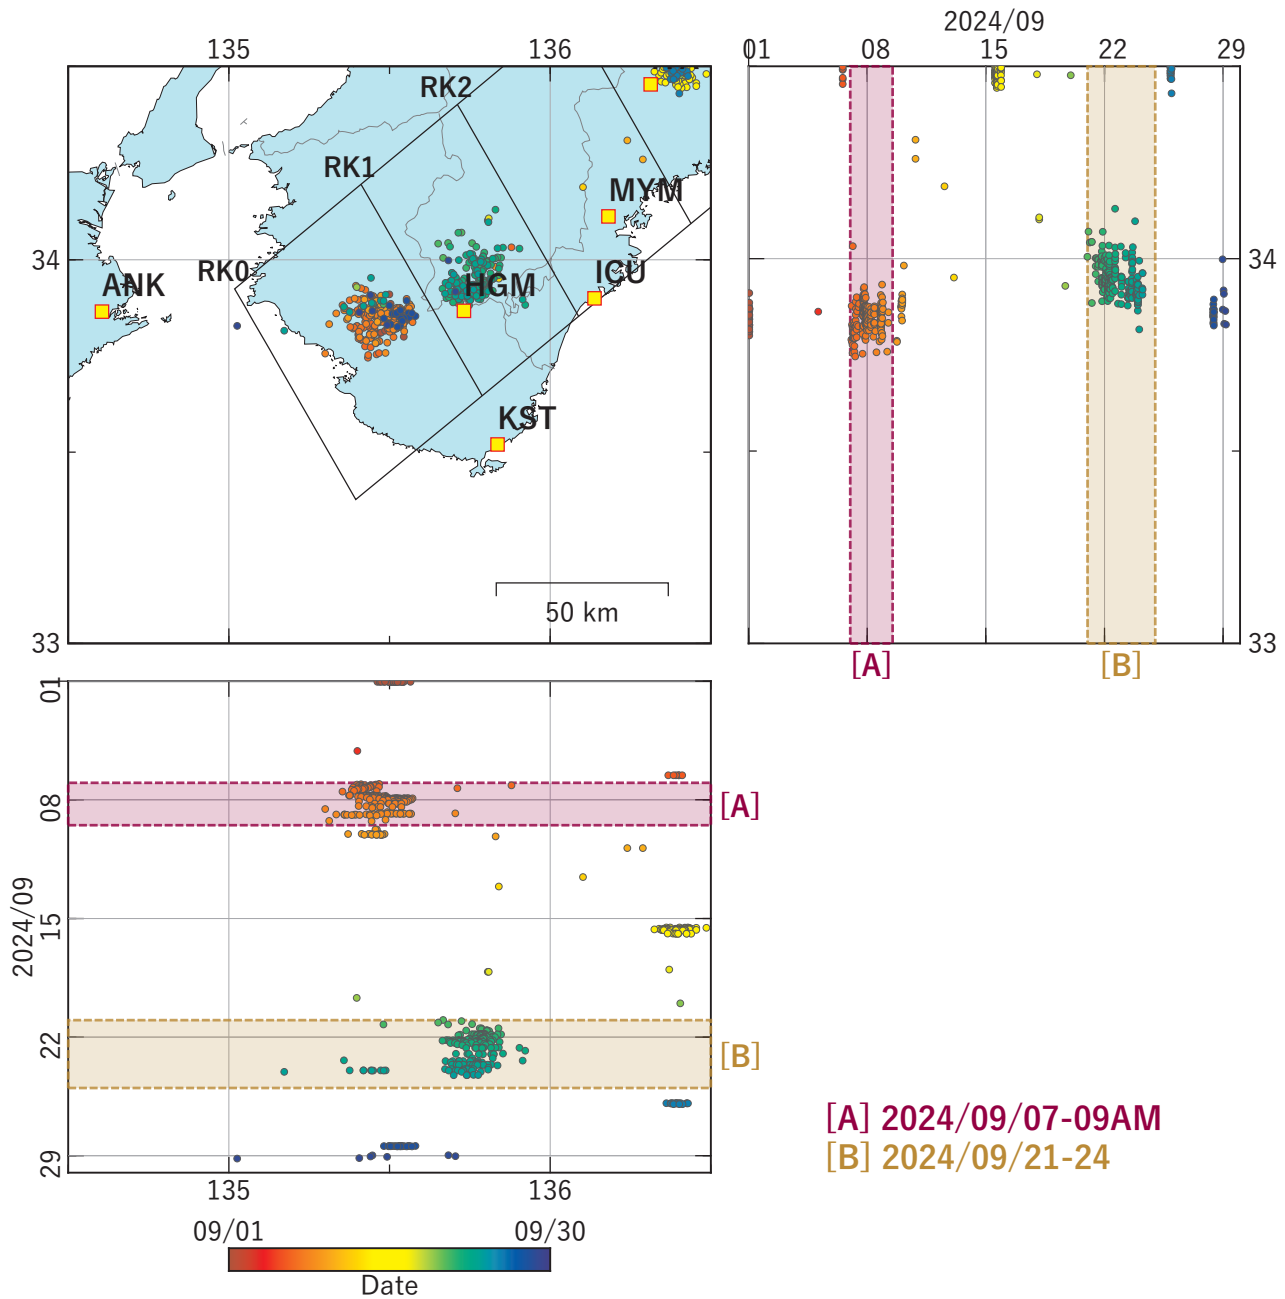 2024/09
135 136
01 08 15 22 29
RK2
RK1
MYM
34
34
RK0
ICU
ANK
HGM
KST
50 km
33
33
[A] [B]
01
08
15
22
29
2024/09
[A]
[B]
[A] 2024/09/07-09AM
[B] 2024/09/21-24
135 136
09/01 09/30
Date